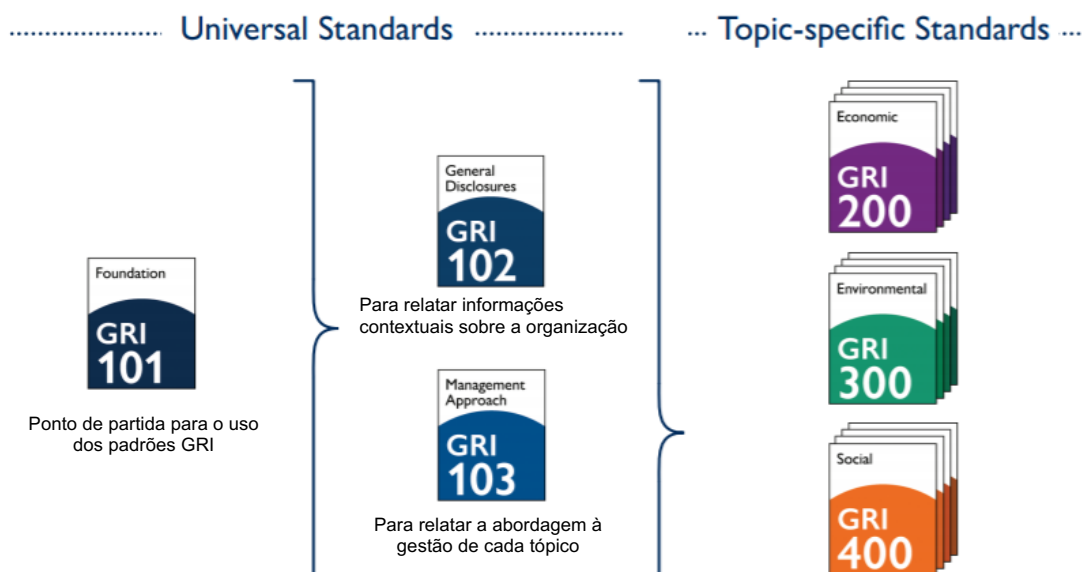 Universal Standards
Topic-specific Standards
Foundation
GRI
101
Ponto de partida para o uso
dos padrões GRI
General
Disclosures
GRI
102
Para relatar informações
contextuais sobre a organização
Management
Approach
GRI
103
Para relatar a abordagem à
gestão de cada tópico
Economic
GRI
200
Environmental
GRI
300
Social
GRI
400